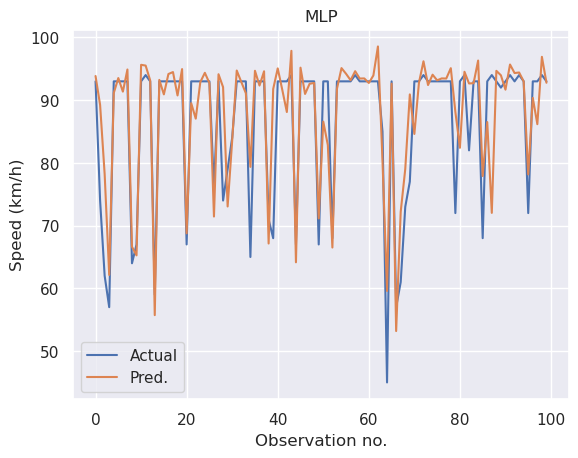 MLP
Speed (km/h)
100
90
80
70
60
50
Actual
Pred.
0 20 40 60 80 100
Observation no.